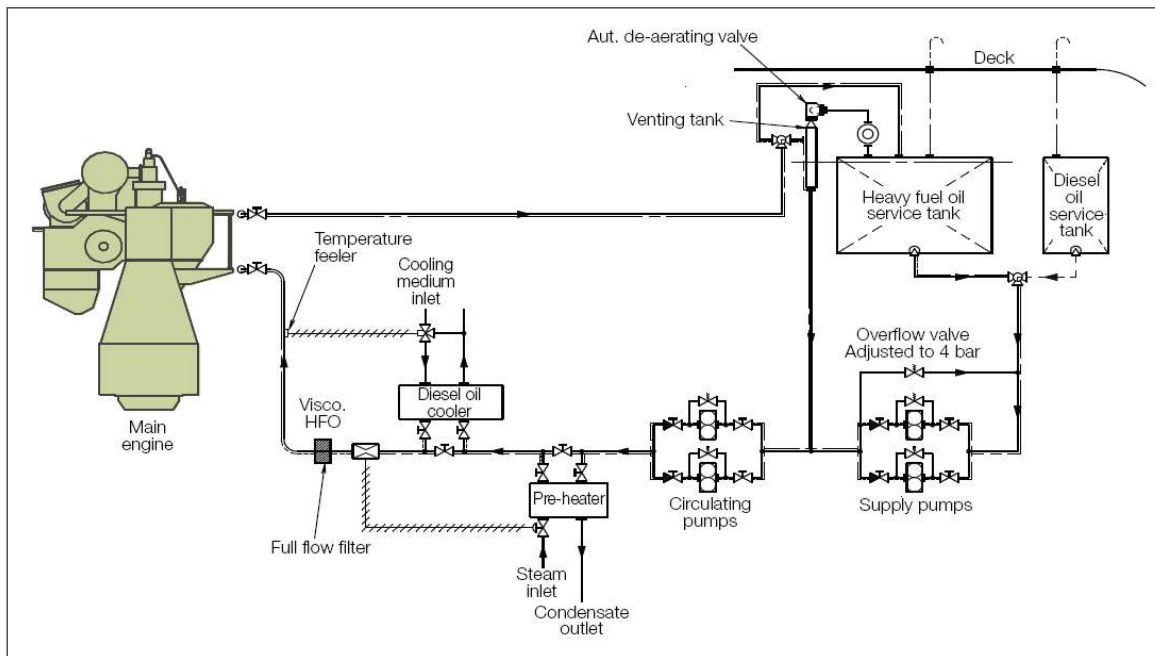 Aut. de-aerating valve
Deck
Venting tank
Heavy fuel oil
service tank
Diesel
oil
service
tank
Temperature
feeler
Cooling
medium
inlet
Overflow valve
Adjusted to 4 bar
Diesel oil
cooler
Visco.
HFO
Main
engine
Pre-heater
Circulating
pumps
Supply pumps
Full flow filter
Steam
inlet
Condensate
outlet